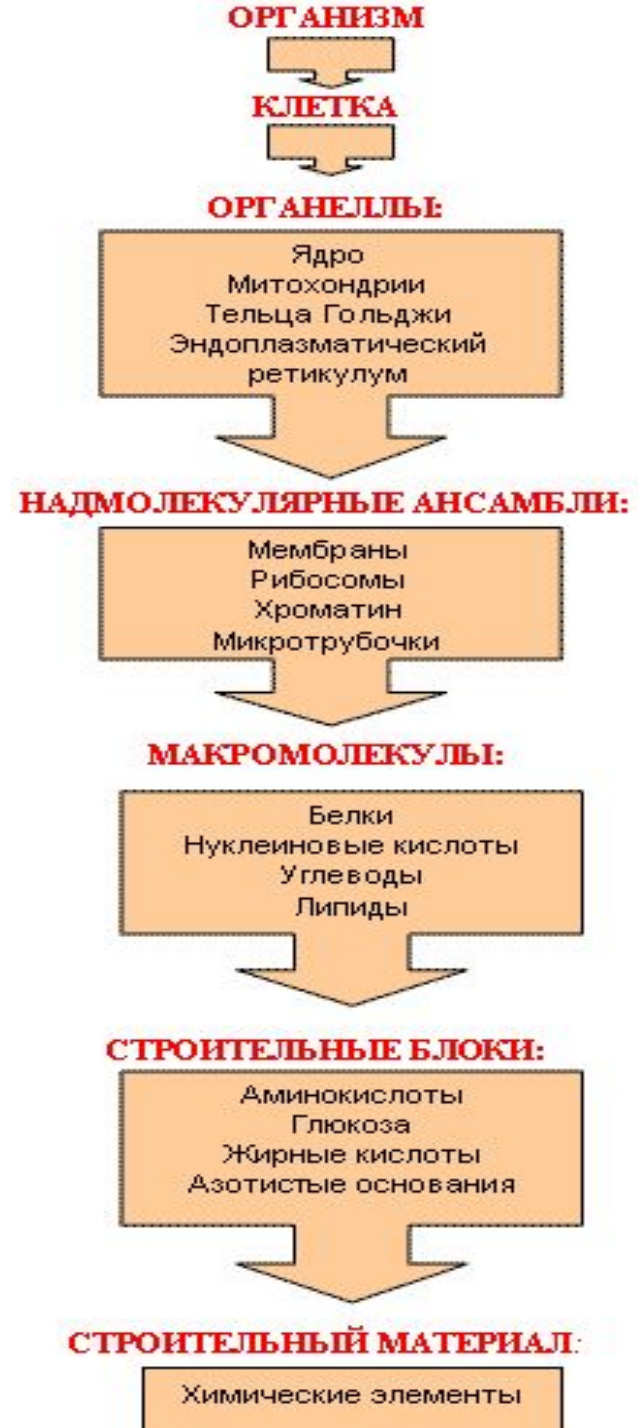 ОРГАНИЗМ
КЛЕТКА
ОРГАНЕЛЛЫ:
Ядро
Митохондрии
Тельца Гольджи
Эндоплазматический
ретикулум
НАДМОЛЕКУЛЯРНЫЕ АНСАМБЛИ:
Мембраны
Рибосомы
Хроматин
Микротрубочки
МАКРОМОЛЕКУЛЫ:
Белки
Нуклеиновые кислоты
Углеводы
Липиды
СТРОИТЕЛЬНЫЕ БЛОКИ:
Аминокислоты
Глюкоза
Жирные кислоты
Азотистые основания
СТРОИТЕЛЬНЫЙ МАТЕРИАЛ:
Химические элементы